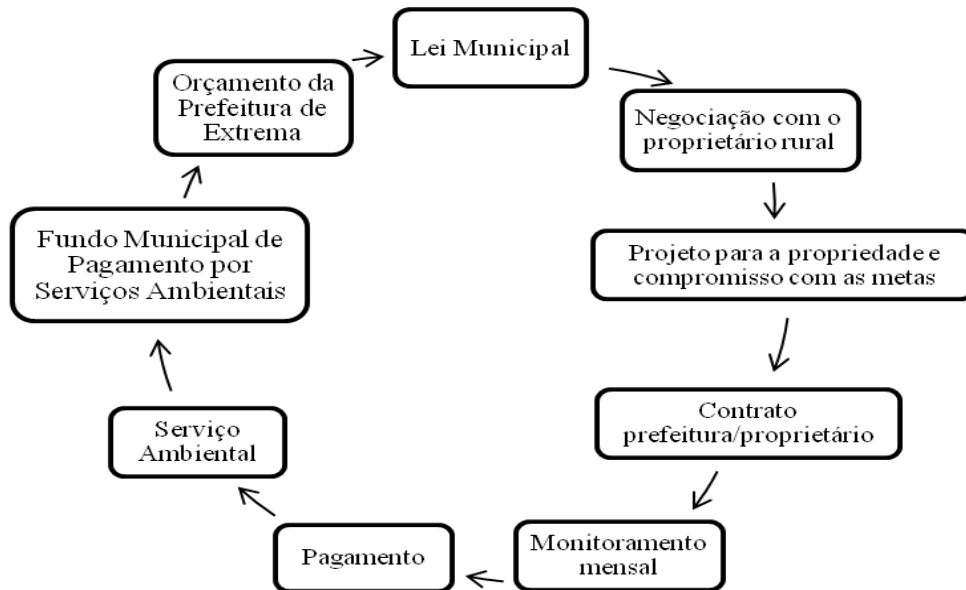 Lei Municipal
Negociação com o
proprietário rural
Projeto para a propriedade e
compromisso com as metas
Contrato
prefeitura/proprietário
Monitoramento
mensal
Pagamento
Serviço
Ambiental
Fundo Municipal de
Pagamento por
Serviços Ambientais
Orçamento da
Prefeitura de
Extrema